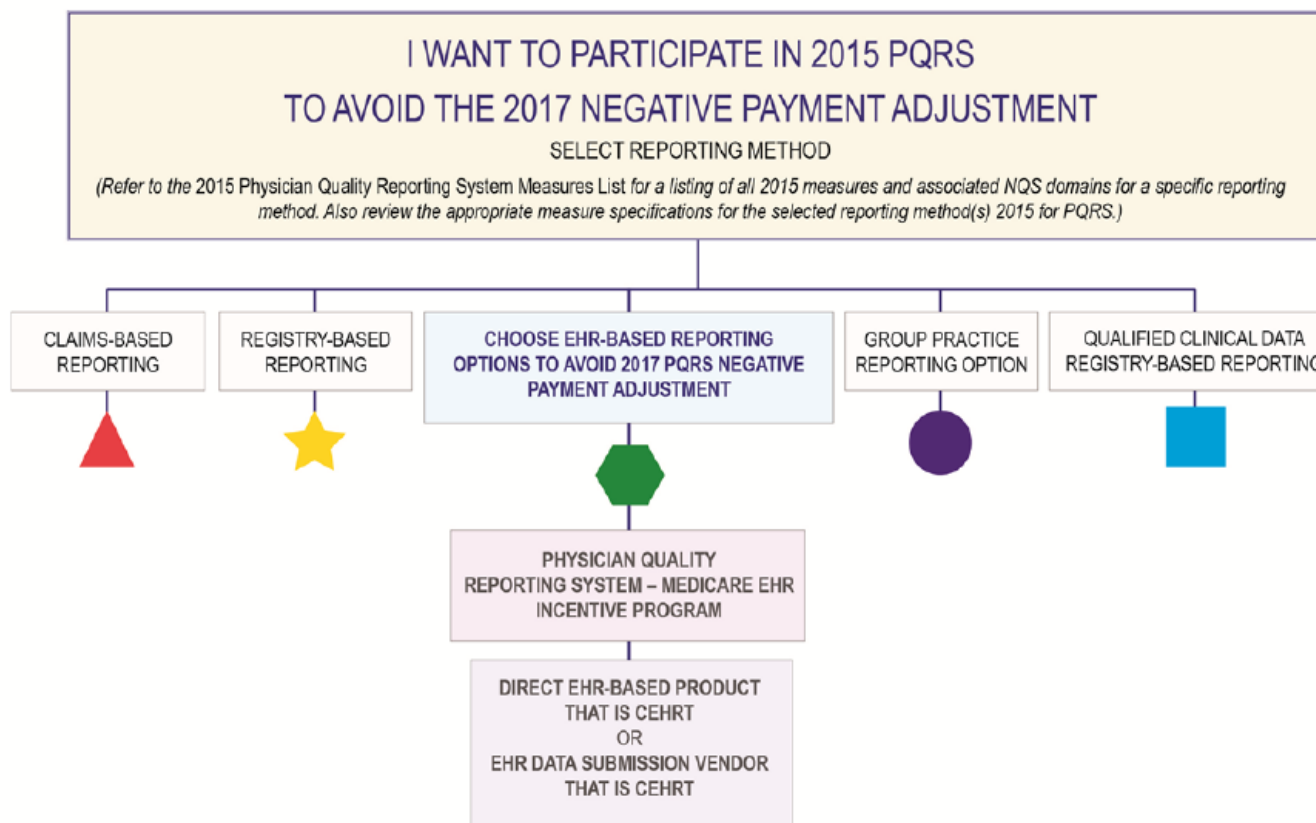 I WANT TO PARTICIPATE IN 2015 PQRS
TO AVOID THE 2017 NEGATIVE PAYMENT ADJUSTMENT
SELECT REPORTING METHOD
(Refer to the 2015 Physician Quality Reporting System Measures List for a listing of all 2015 measures and associated NQS domains for a specific reporting
method. Also review the appropriate measure specifications for the selected reporting method(s) 2015 for PQRS.)
CLAIMS-BASED
REPORTING
REGISTRY-BASED
REPORTING
CHOOSE EHR-BASED REPORTING
OPTIONS TO AVOID 2017 PQRS NEGATIVE
PAYMENT ADJUSTMENT
GROUP PRACTICE
REPORTING OPTION
QUALIFIED CLINICAL DATA
REGISTRY-BASED REPORTING
PHYSICIAN QUALITY
REPORTING SYSTEM – MEDICARE EHR
INCENTIVE PROGRAM
DIRECT EHR-BASED PRODUCT
THAT IS CEHRT
OR
EHR DATA SUBMISSION VENDOR
THAT IS CEHRT